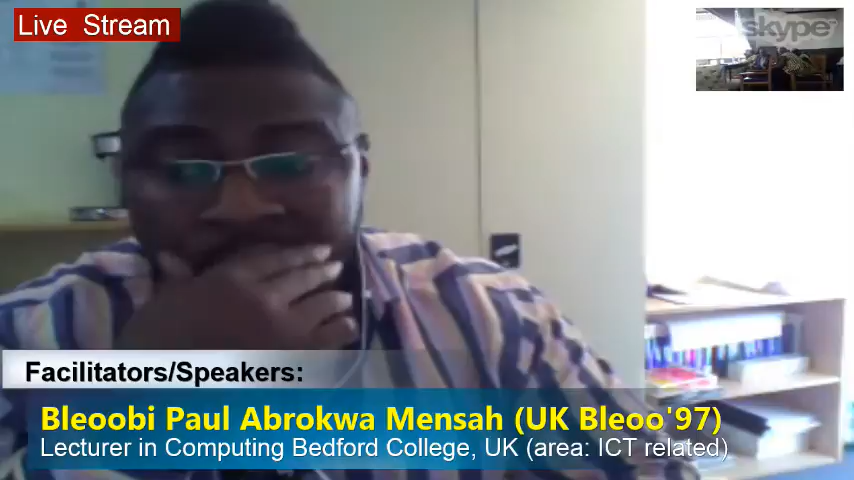 Live Stream
skype
Facilitators/Speakers:
Bleoobi Paul Abrokwa Mensah (UK Bleoo'97)
Lecturer in Computing Bedford College, UK (area: ICT related)